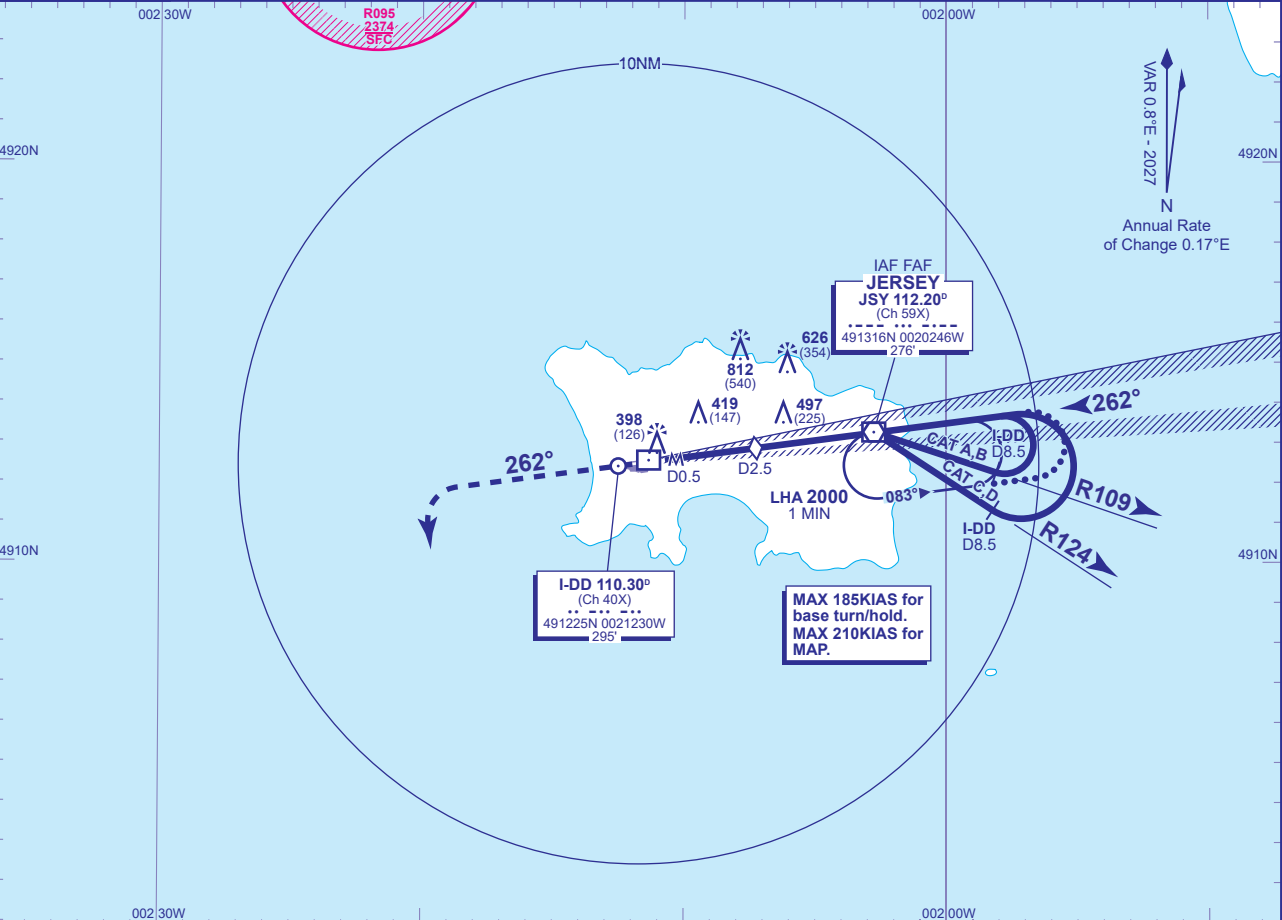 002 30W
R095
2374
SFC
002 00W
10NM
VAR 0.8°E - 2027
N
Annual Rate
of Change 0.17°E
4920N
4920N
IAF FAF
JERSEY
JSY 112.20ᴰ
(Ch 59X)
491316N 0020246W
276'
626
(354)
812
(540)
419
(147)
497
(225)
398
(126)
262°
262°
M
D0.5
D2.5
CAT A,B
I-DD
D8.5
CAT C,D
LHA 2000
1 MIN
083°
I-DD
D8.5
R109
R124
4910N
4910N
I-DD 110.30ᴰ
(Ch 40X)
491225N 0021230W
295'
MAX 185KIAS for
base turn/hold.
MAX 210KIAS for
MAP.
002 30W
002 00W